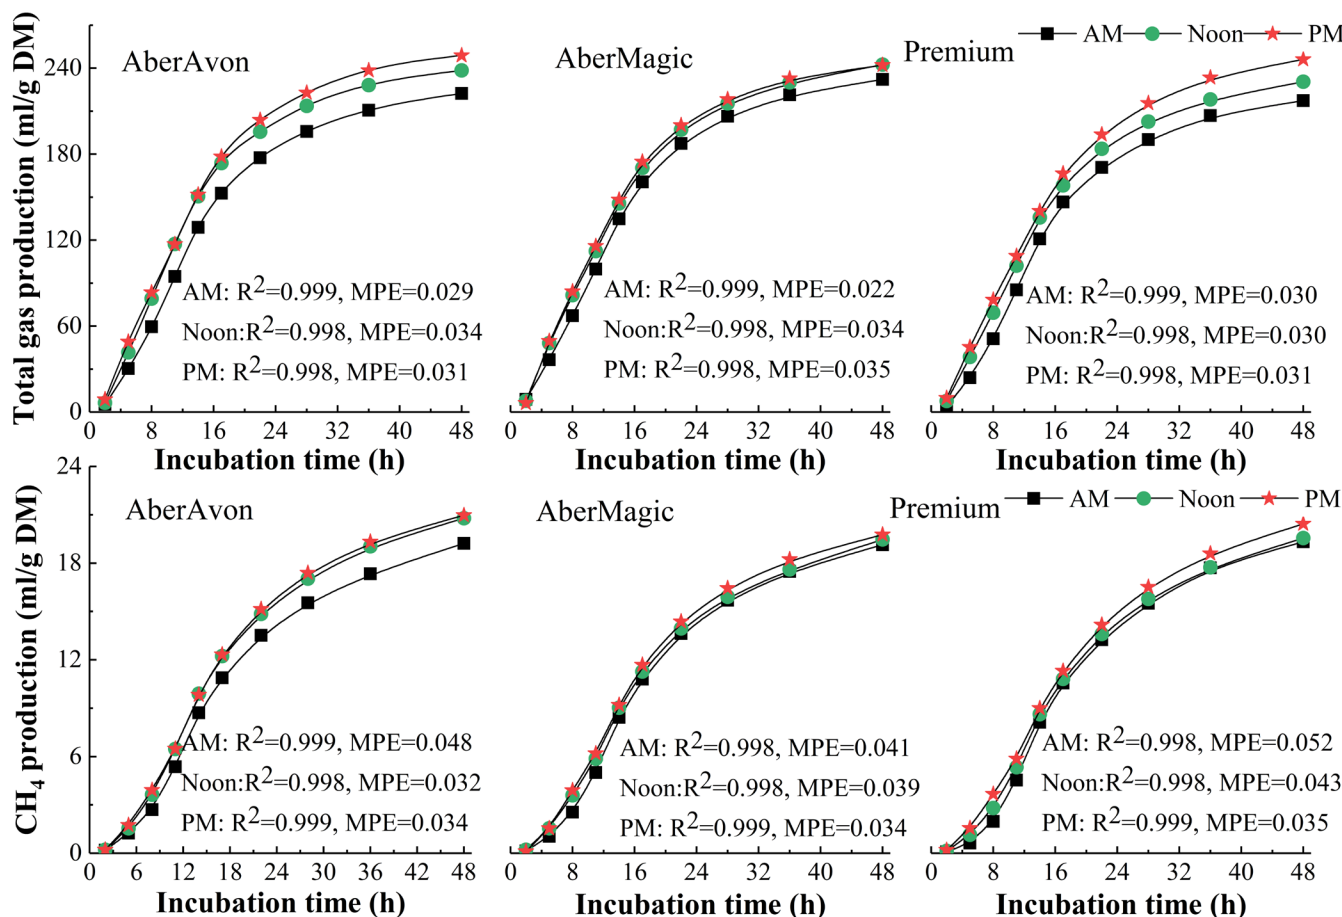 Total gas production (ml/g DM)
240
180
120
60
0
AberAvon
AM: R2=0.999, MPE=0.029
Noon:R2=0.998, MPE=0.034
PM: R2=0.998, MPE=0.031
0 8 16 24 32 40 48
Incubation time (h)
AberMagic
AM: R2=0.999, MPE=0.022
Noon:R2=0.998, MPE=0.034
PM: R2=0.998, MPE=0.035
0 8 16 24 32 40 48
Incubation time (h)
Premium
AM Noon PM
AM: R2=0.999, MPE=0.030
Noon:R2=0.998, MPE=0.030
PM: R2=0.998, MPE=0.031
0 8 16 24 32 40 48
Incubation time (h)
CH4 production (ml/g DM)
24
18
12
6
0
AberAvon
AM: R2=0.999, MPE=0.048
Noon:R2=0.998, MPE=0.032
PM: R2=0.999, MPE=0.034
0 6 12 18 24 30 36 42 48
Incubation time (h)
AberMagic
AM: R2=0.998, MPE=0.041
Noon:R2=0.998, MPE=0.039
PM: R2=0.999, MPE=0.034
0 8 16 24 32 40 48
Incubation time (h)
Premium
AM Noon PM
AM: R2=0.998, MPE=0.052
Noon:R2=0.998, MPE=0.043
PM: R2=0.999, MPE=0.035
0 8 16 24 32 40 48
Incubation time (h)